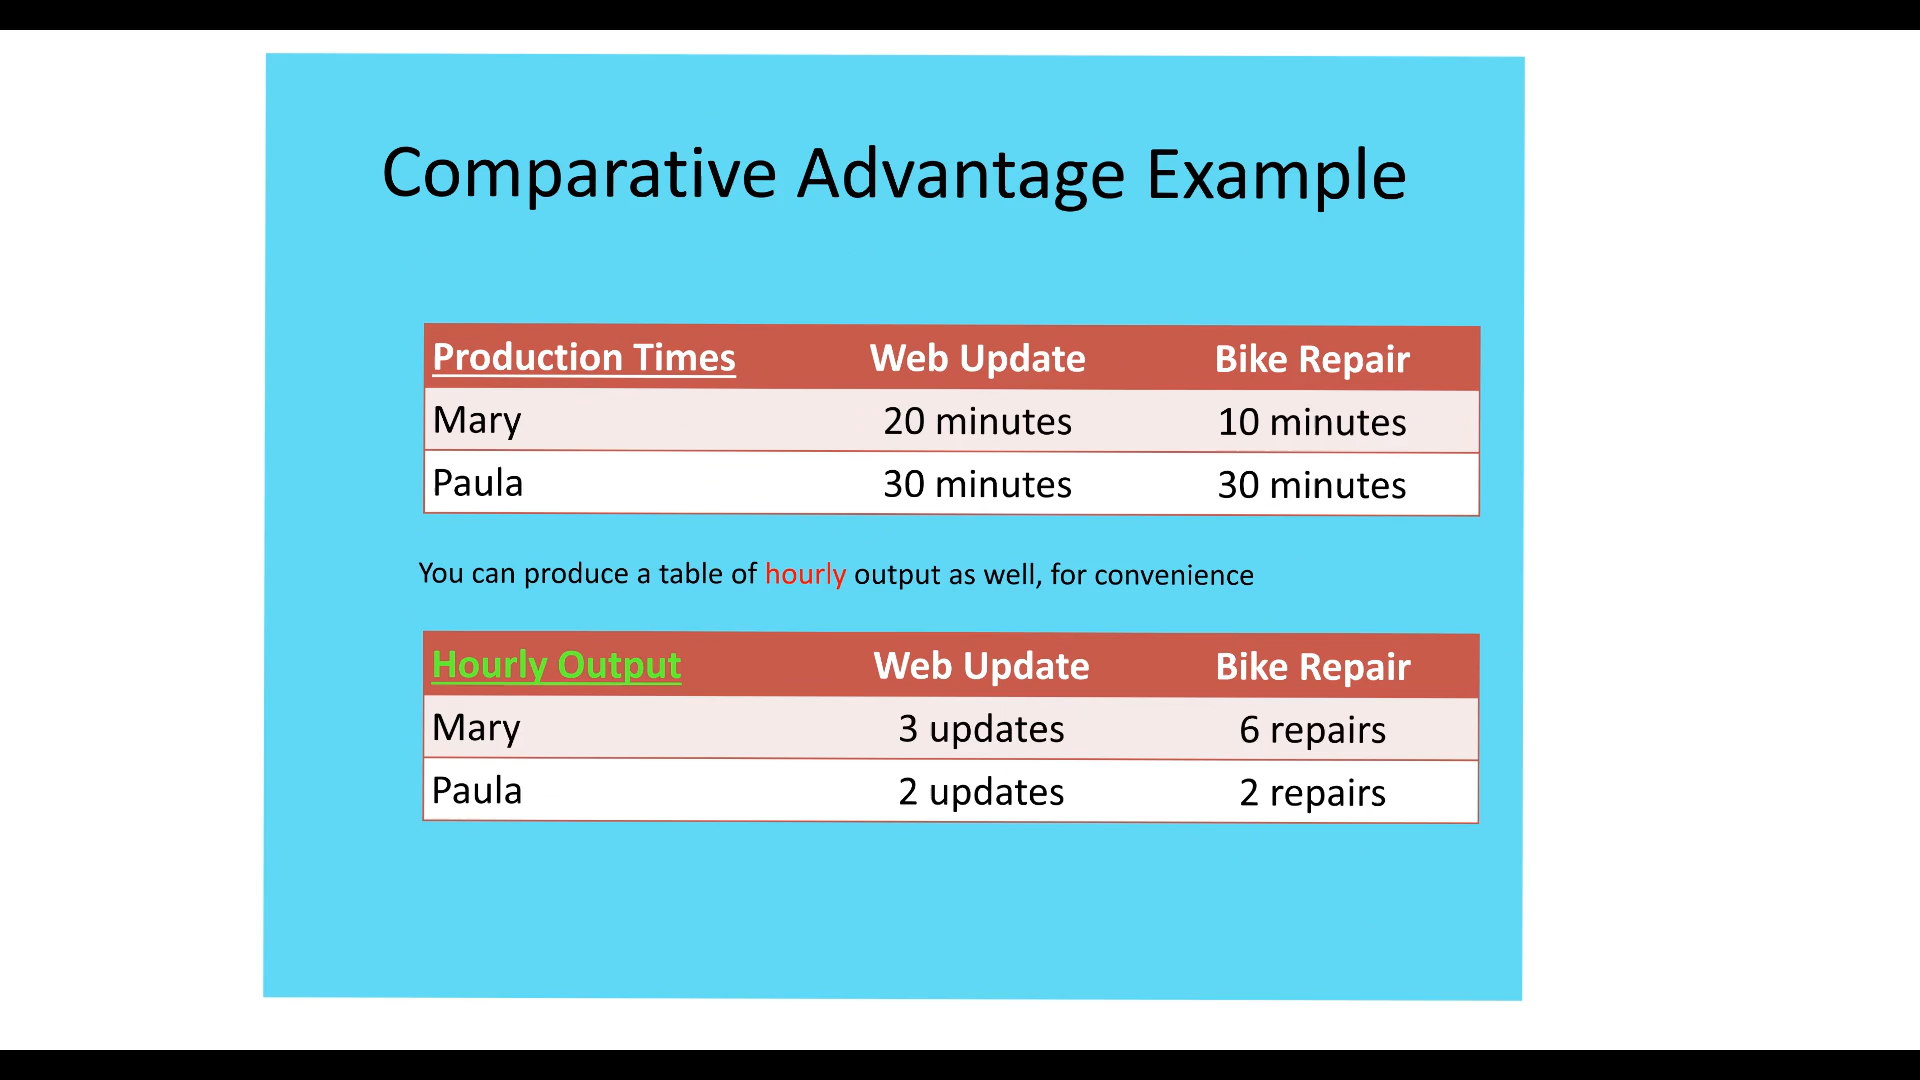 Comparative Advantage Example
Production Times Web Update Bike Repair
Mary 20 minutes 10 minutes
Paula 30 minutes 30 minutes
You can produce a table of hourly output as well, for convenience
Hourly Output Web Update Bike Repair
Mary 3 updates 6 repairs
Paula 2 updates 2 repairs